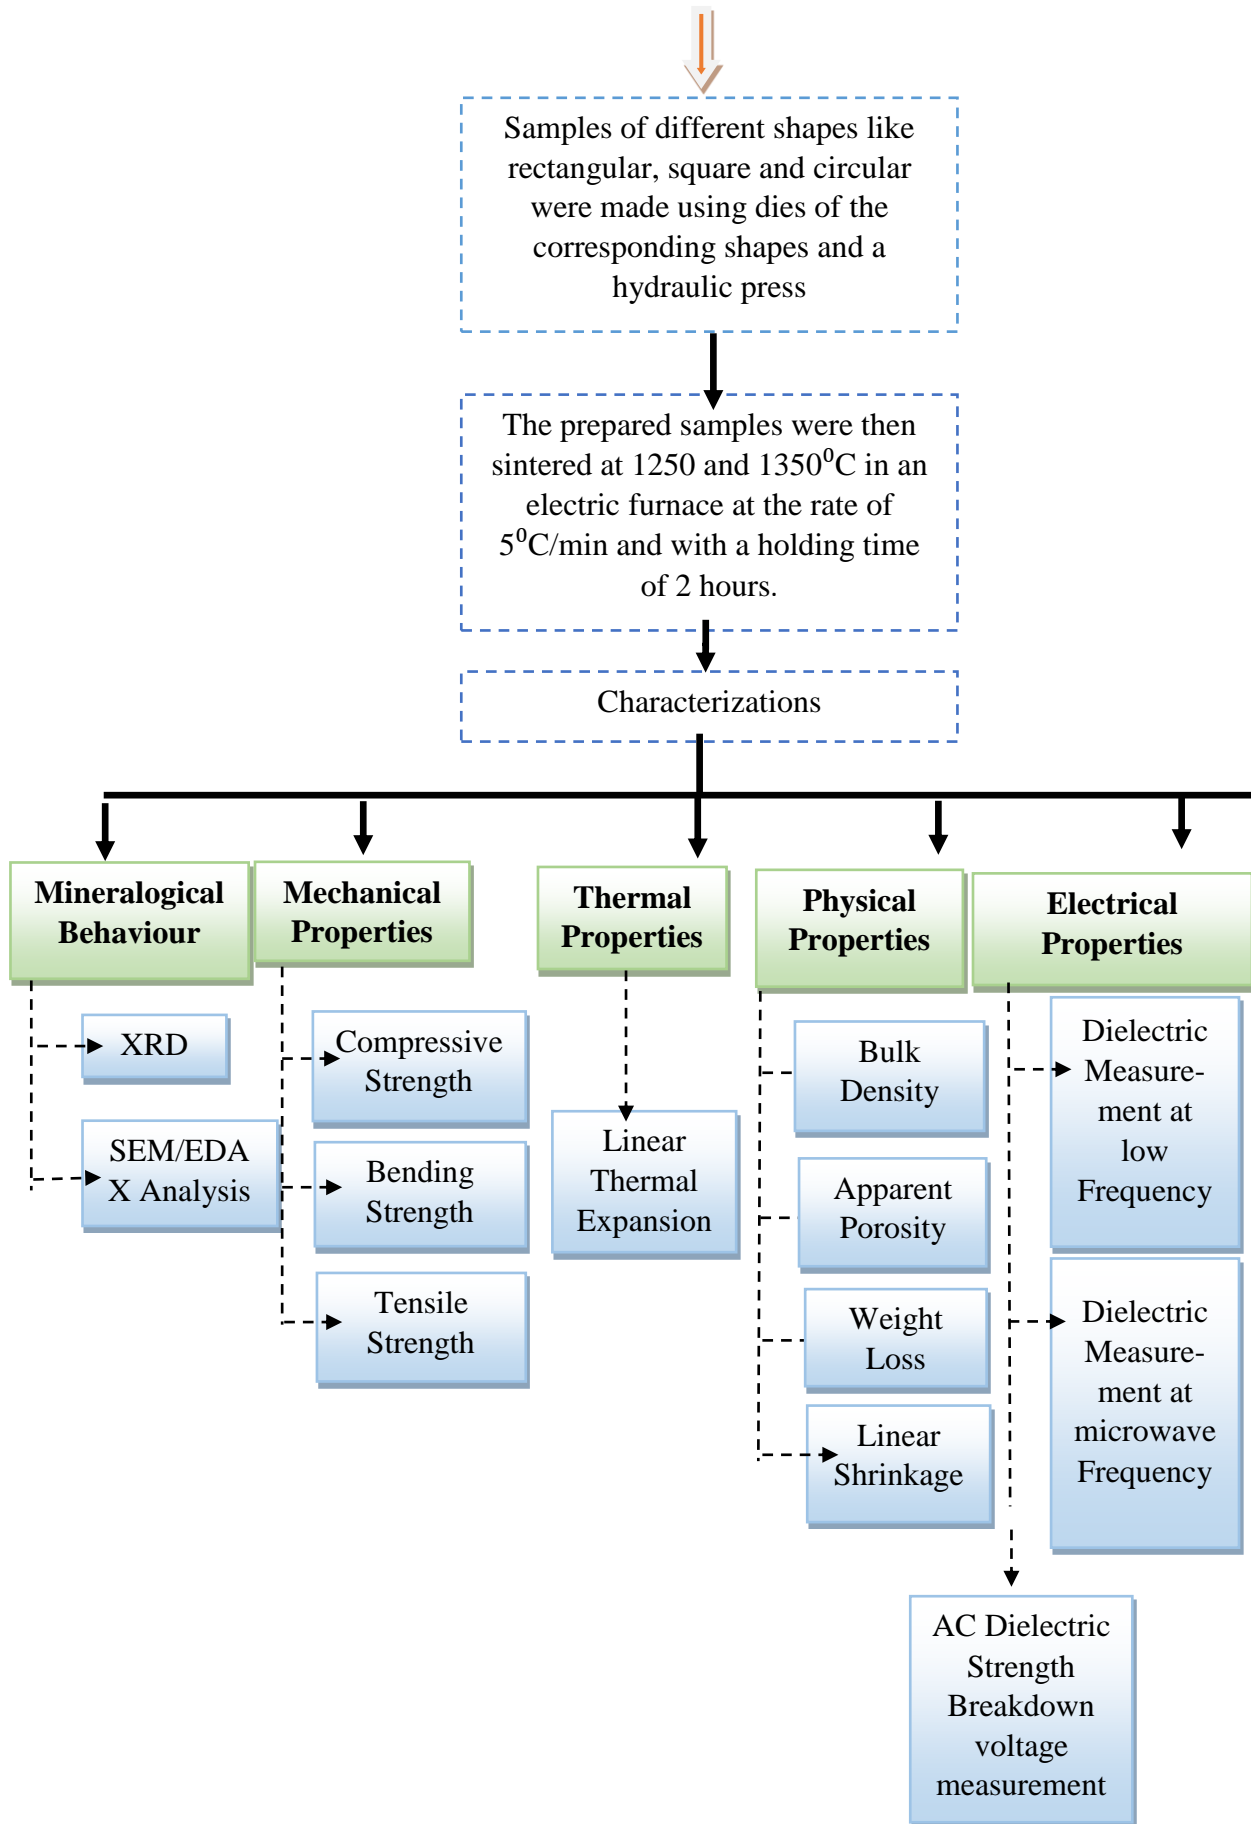 Samples of different shapes like
rectangular, square and circular
were made using dies of the
corresponding shapes and a
hydraulic press
The prepared samples were then
sintered at 1250 and 1350⁰C in an
electric furnace at the rate of
5⁰C/min and with a holding time
of 2 hours.
Characterizations
Mineralogical
Behaviour
Mechanical
Properties
Thermal
Properties
Physical
Properties
Electrical
Properties
XRD
SEM/EDA
X Analysis
Compressive
Strength
Bending
Strength
Tensile
Strength
Linear
Thermal
Expansion
Bulk
Density
Apparent
Porosity
Weight
Loss
Linear
Shrinkage
Dielectric
Measure-
ment at
low
Frequency
Dielectric
Measure-
ment at
microwave
Frequency
AC Dielectric
Strength
Breakdown
voltage
measurement